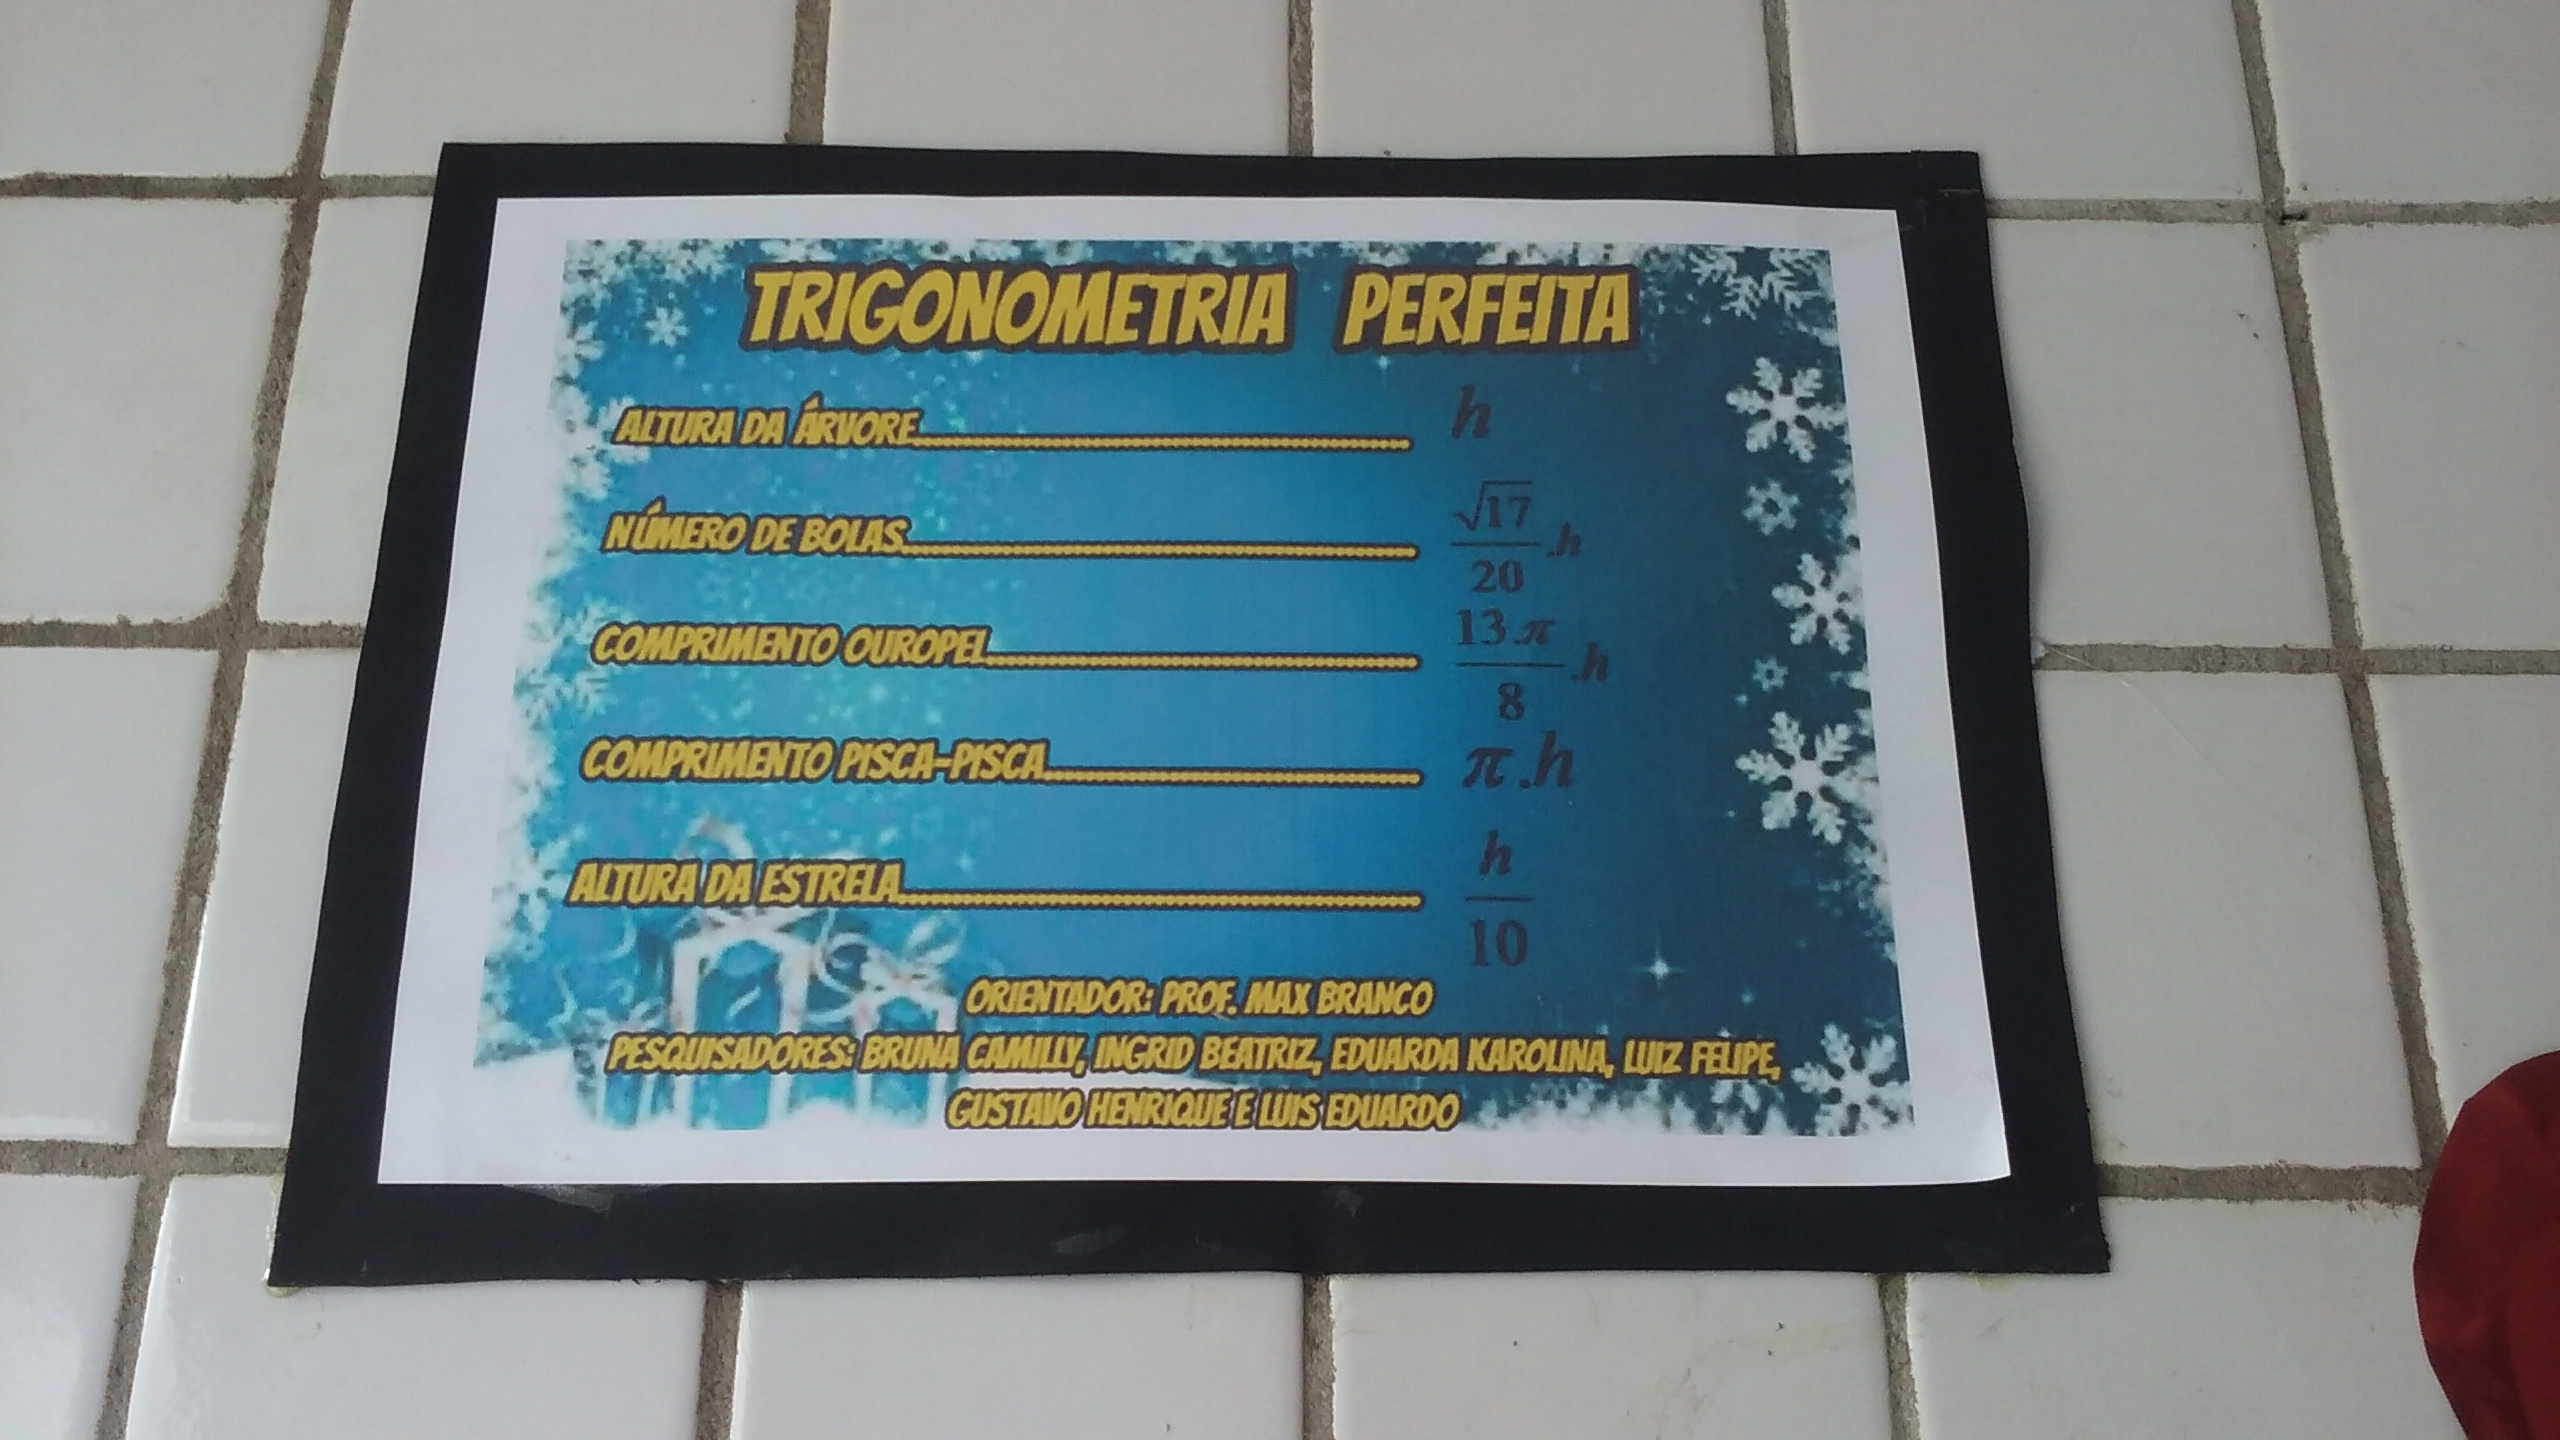 TRIGONOMETRIA PERFEITA
ALTURA DA ÁRVORE........................................ h
NÚMERO DE BOLAS........................................ √17/20 .h
COMPRIMENTO OUROPEL........................................ 13.π/8 .h
COMPRIMENTO PISCA-PISCA........................................ π.h
ALTURA DA ESTRELA........................................ h/10
ORIENTADOR: PROF. MAX BRANCO
PESQUISADORES: BRUNA CAMILLY, INGRID BEATRIZ, EDUARDA KAROLINA, LUIZ FELIPE,
GUSTAVO HENRIQUE E LUIS EDUARDO